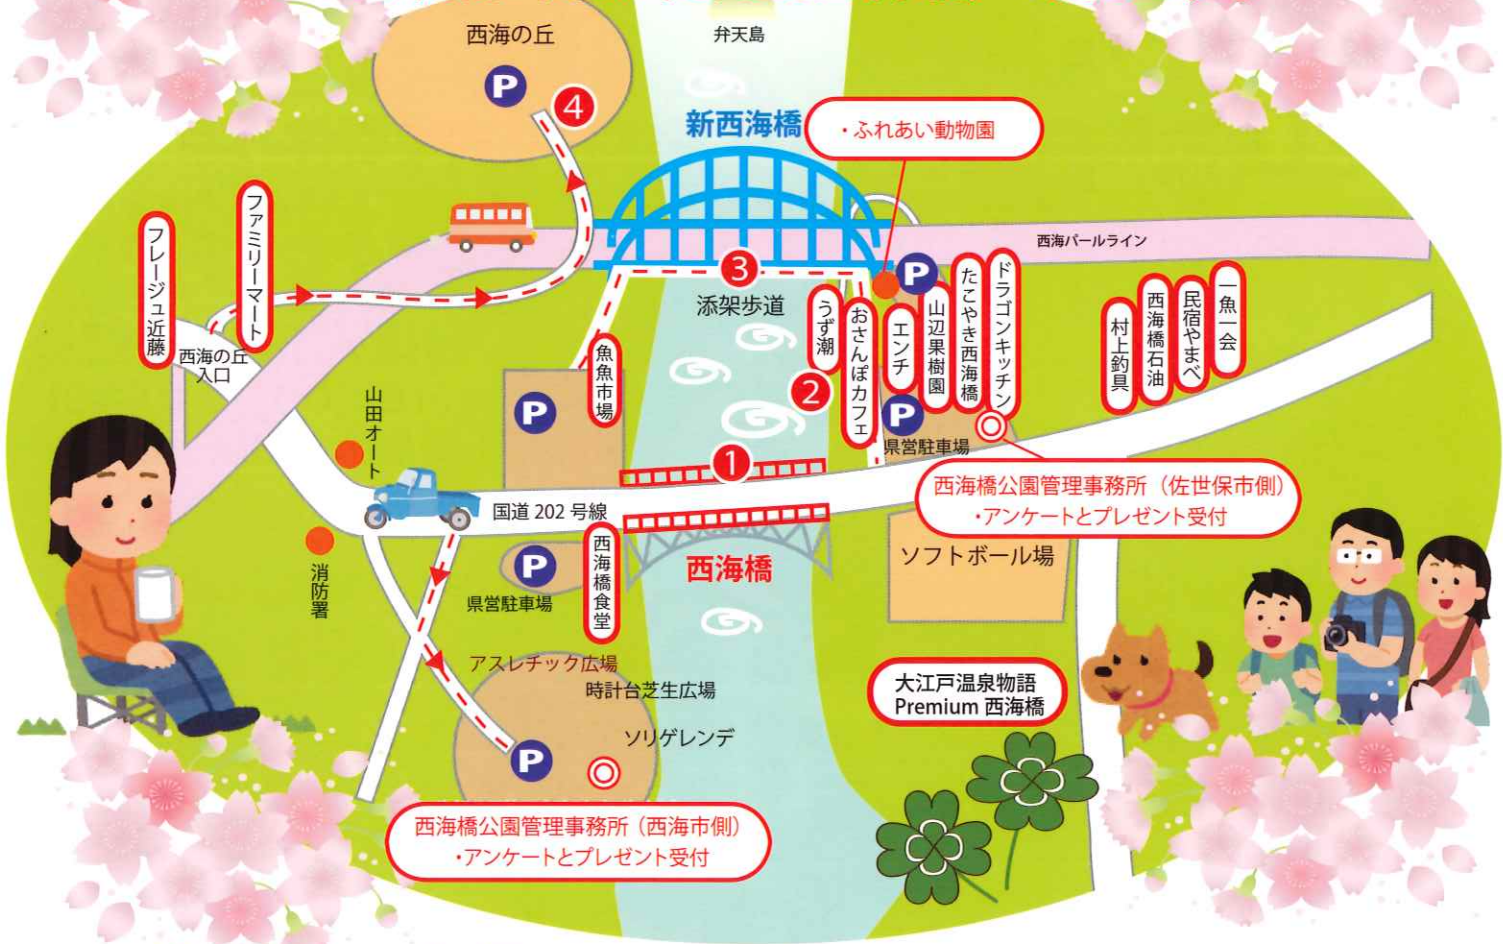 西海の丘
P
4
弁天島
新西海橋
・ふれあい動物園
フレージュ近藤
ファミリーマート
西海の丘
入口
西海パールライン
3
添架歩道
P
うず潮
おさんぽカフェ
エンチ
山辺果樹園
たこやき西海橋
ドラゴンキッチン
村上釣具
西海橋石油
民宿やまべ
一魚一会
魚魚市場
P
2
P
県営駐車場
山田オート
1
西海橋公園管理事務所（佐世保市側）
・アンケートとプレゼント受付
国道 202 号線
西海橋食堂
P
県営駐車場
消防署
西海橋
ソフトボール場
アスレチック広場
時計台芝生広場
ソリゲレンデ
P
大江戸温泉物語
Premium 西海橋
西海橋公園管理事務所（西海市側）
・アンケートとプレゼント受付